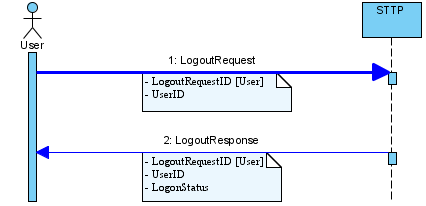 User
STTP
1: LogoutRequest
- LogoutRequestID [User]
- UserID
2: LogoutResponse
- LogoutRequestID [User]
- UserID
- LogonStatus